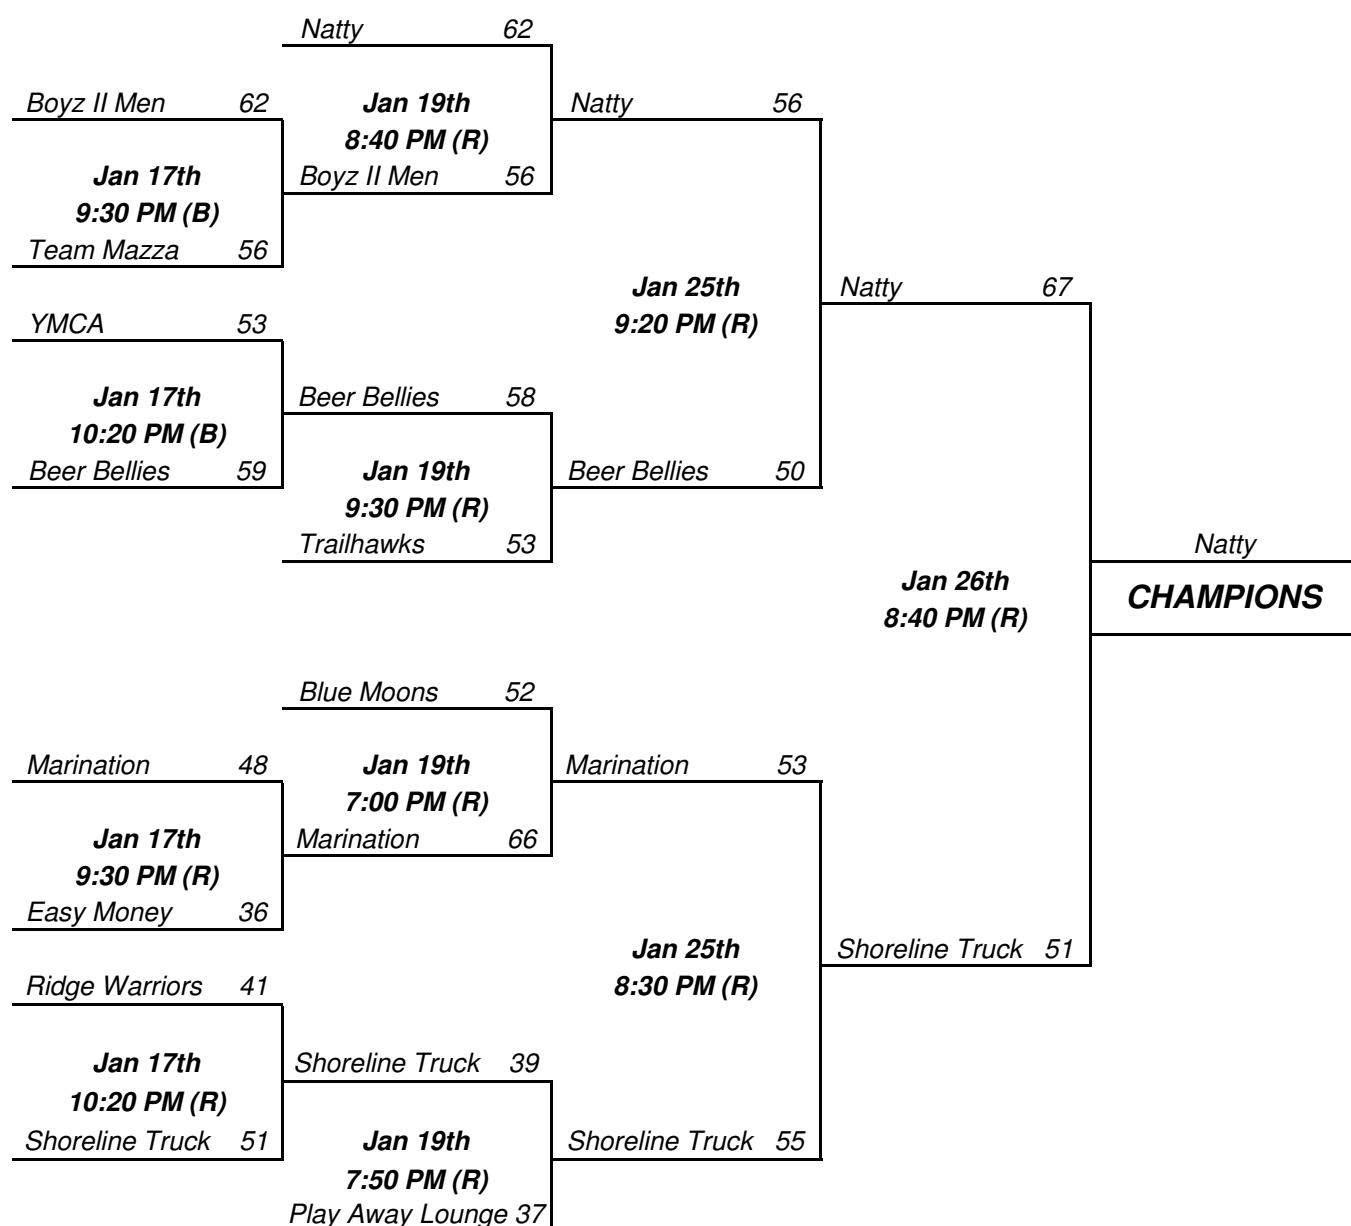 Natty 62
Boyz II Men 62
Jan 19th
Natty 56
8:40 PM (R)
Jan 17th
Boyz II Men 56
9:30 PM (B)
Team Mazza 56
Jan 25th
Natty 67
YMCA 53
9:20 PM (R)
Jan 17th
Beer Bellies 58
10:20 PM (B)
Beer Bellies 59
Jan 19th
Beer Bellies 50
9:30 PM (R)
Trailhawks 53
Natty
Jan 26th
CHAMPIONS
8:40 PM (R)
Blue Moons 52
Marination 48
Jan 19th
Marination 53
7:00 PM (R)
Jan 17th
Marination 66
9:30 PM (R)
Easy Money 36
Jan 25th
Shoreline Truck 51
Ridge Warriors 41
8:30 PM (R)
Jan 17th
Shoreline Truck 39
10:20 PM (R)
Shoreline Truck 51
Jan 19th
Shoreline Truck 55
7:50 PM (R)
Play Away Lounge 37